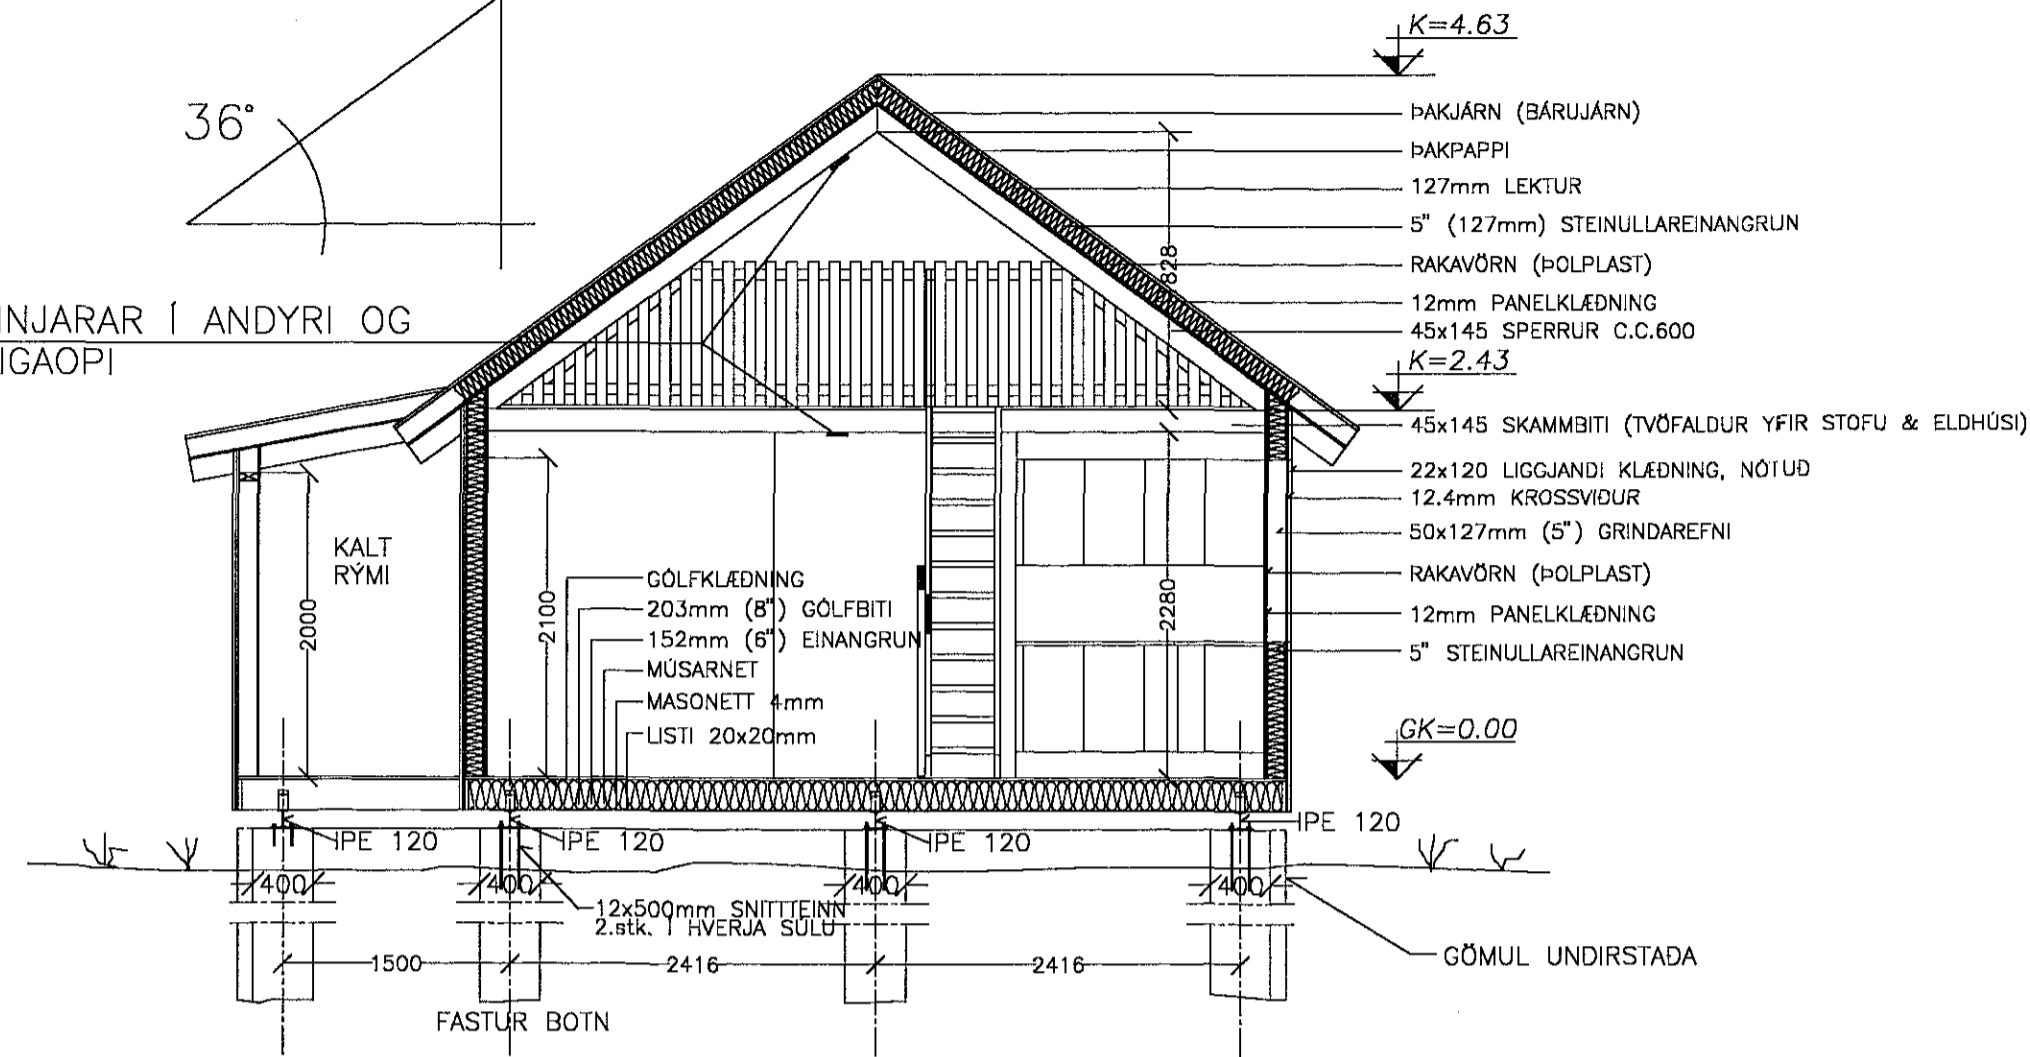 36°
INJARAR Í ANDYRI OG
IGAOPI
K=4.63
ÞAKJÁRN (BÁRUJÁRN)
ÞAKPAPPI
127mm LEKTUR
5" (127mm) STEINULLAREINANGRUN
RAKAVÖRN (ÞOLPLAST)
12mm PANELKLÆÐNING
45x145 SPERRUR C.C.600
K=2.43
45x145 SKAMMBITI (TVÖFALDUR YFIR STOFU & ELDHÚSI)
22x120 LIGGJANDI KLÆÐNING, NÓTUÐ
12.4mm KROSSVIÐUR
50x127mm (5") GRINDAREFNI
RAKAVÖRN (ÞOLPLAST)
12mm PANELKLÆÐNING
5" STEINULLAREINANGRUN
GK=0.00
828
2280
KALT
RÝMI
2000
2100
GÓLFKLÆÐNING
203mm (8") GÓLFBITI
152mm (6") EINANGRUN
MÚSARNET
MASONETT 4mm
LISTI 20x20mm
IPE 120
IPE 120
IPE 120
IPE 120
400
400
400
400
12x500mm SNITTTEINN
2.stk. Í HVERJA SÚLU
1500
2416
2416
GÖMUL UNDIRSTAÐA
FASTUR BOTN